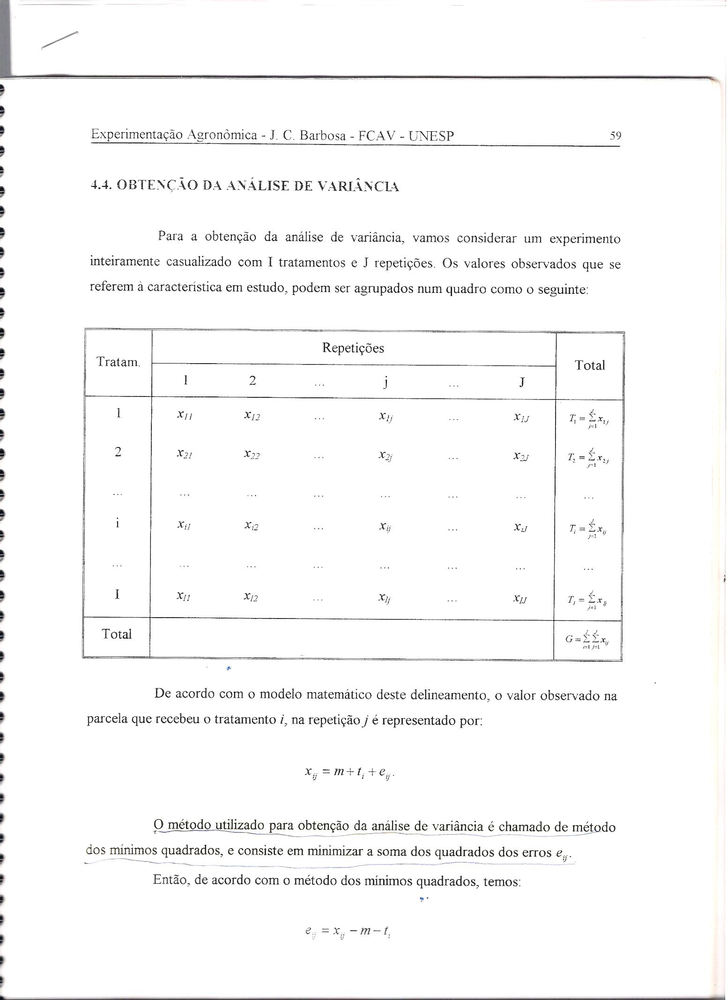 Experimentação Agronômica - J. C. Barbosa - FCAV - UNESP 59
4.4. OBTENÇÃO DA ANÁLISE DE VARIÂNCIA
Para a obtenção da análise de variância, vamos considerar um experimento
inteiramente casualizado com I tratamentos e J repetições. Os valores observados que se
referem à característica em estudo, podem ser agrupados num quadro como o seguinte:
Tratam. Repetições Total
1 2 ... j ... J
1 x_{11} x_{12} ... x_{1j} ... x_{1J} T_1 = \sum_{j=1}^{J} x_{1j}
2 x_{21} x_{22} ... x_{2j} ... x_{2J} T_2 = \sum_{j=1}^{J} x_{2j}
... ... ... ... ... ... ... ...
i x_{i1} x_{i2} ... x_{ij} ... x_{iJ} T_i = \sum_{j=1}^{J} x_{ij}
... ... ... ... ... ... ... ...
I x_{I1} x_{I2} ... x_{Ij} ... x_{IJ} T_I = \sum_{j=1}^{J} x_{Ij}
Total G = \sum_{i=1}^{I} \sum_{j=1}^{J} x_{ij}
De acordo com o modelo matemático deste delineamento, o valor observado na
parcela que recebeu o tratamento i, na repetição j é representado por:
x_{ij} = m + t_i + e_{ij}.
O método utilizado para obtenção da análise de variância é chamado de método
dos mínimos quadrados, e consiste em minimizar a soma dos quadrados dos erros e_{ij}.
Então, de acordo com o método dos mínimos quadrados, temos:
e_{ij} = x_{ij} - m - t_i